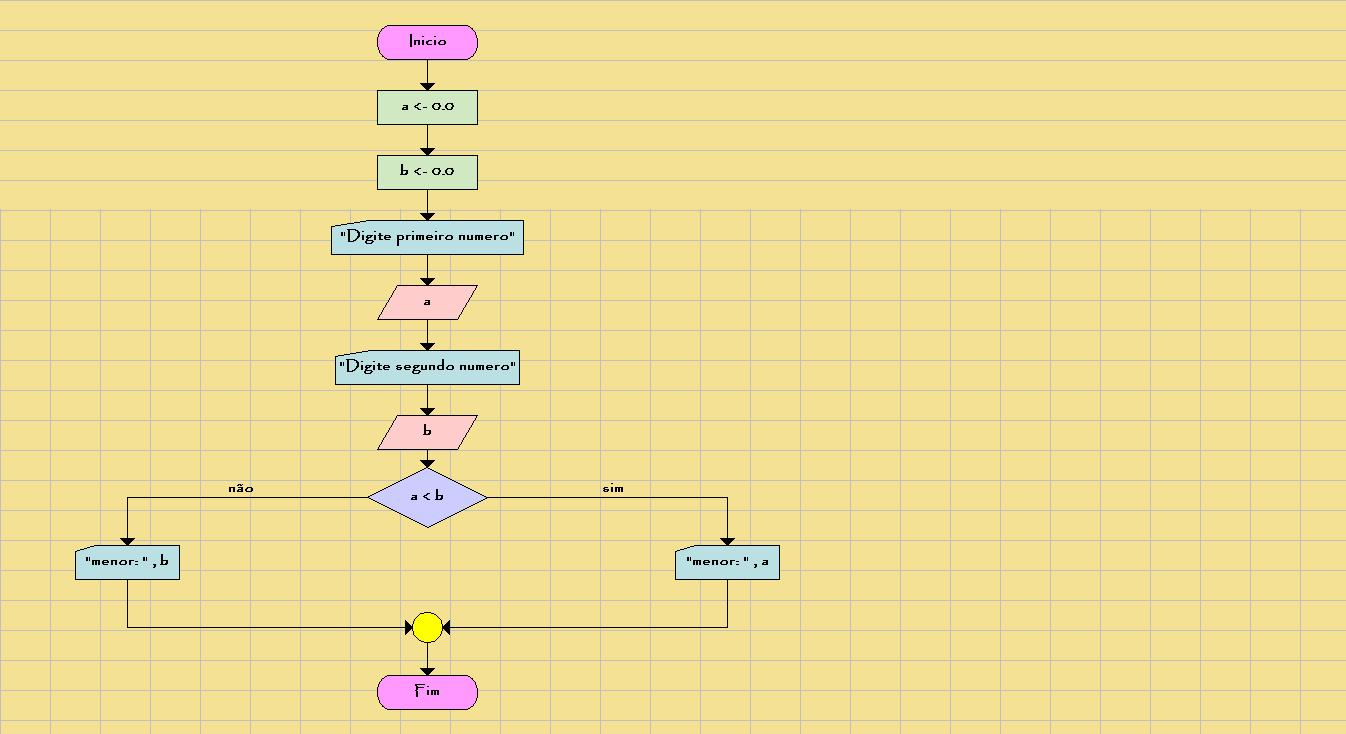 Inicio
a <- 0.0
b <- 0.0
"Digite primeiro numero"
a
"Digite segundo numero"
b
a < b
não
sim
"menor: " , b
"menor: " , a
Fim